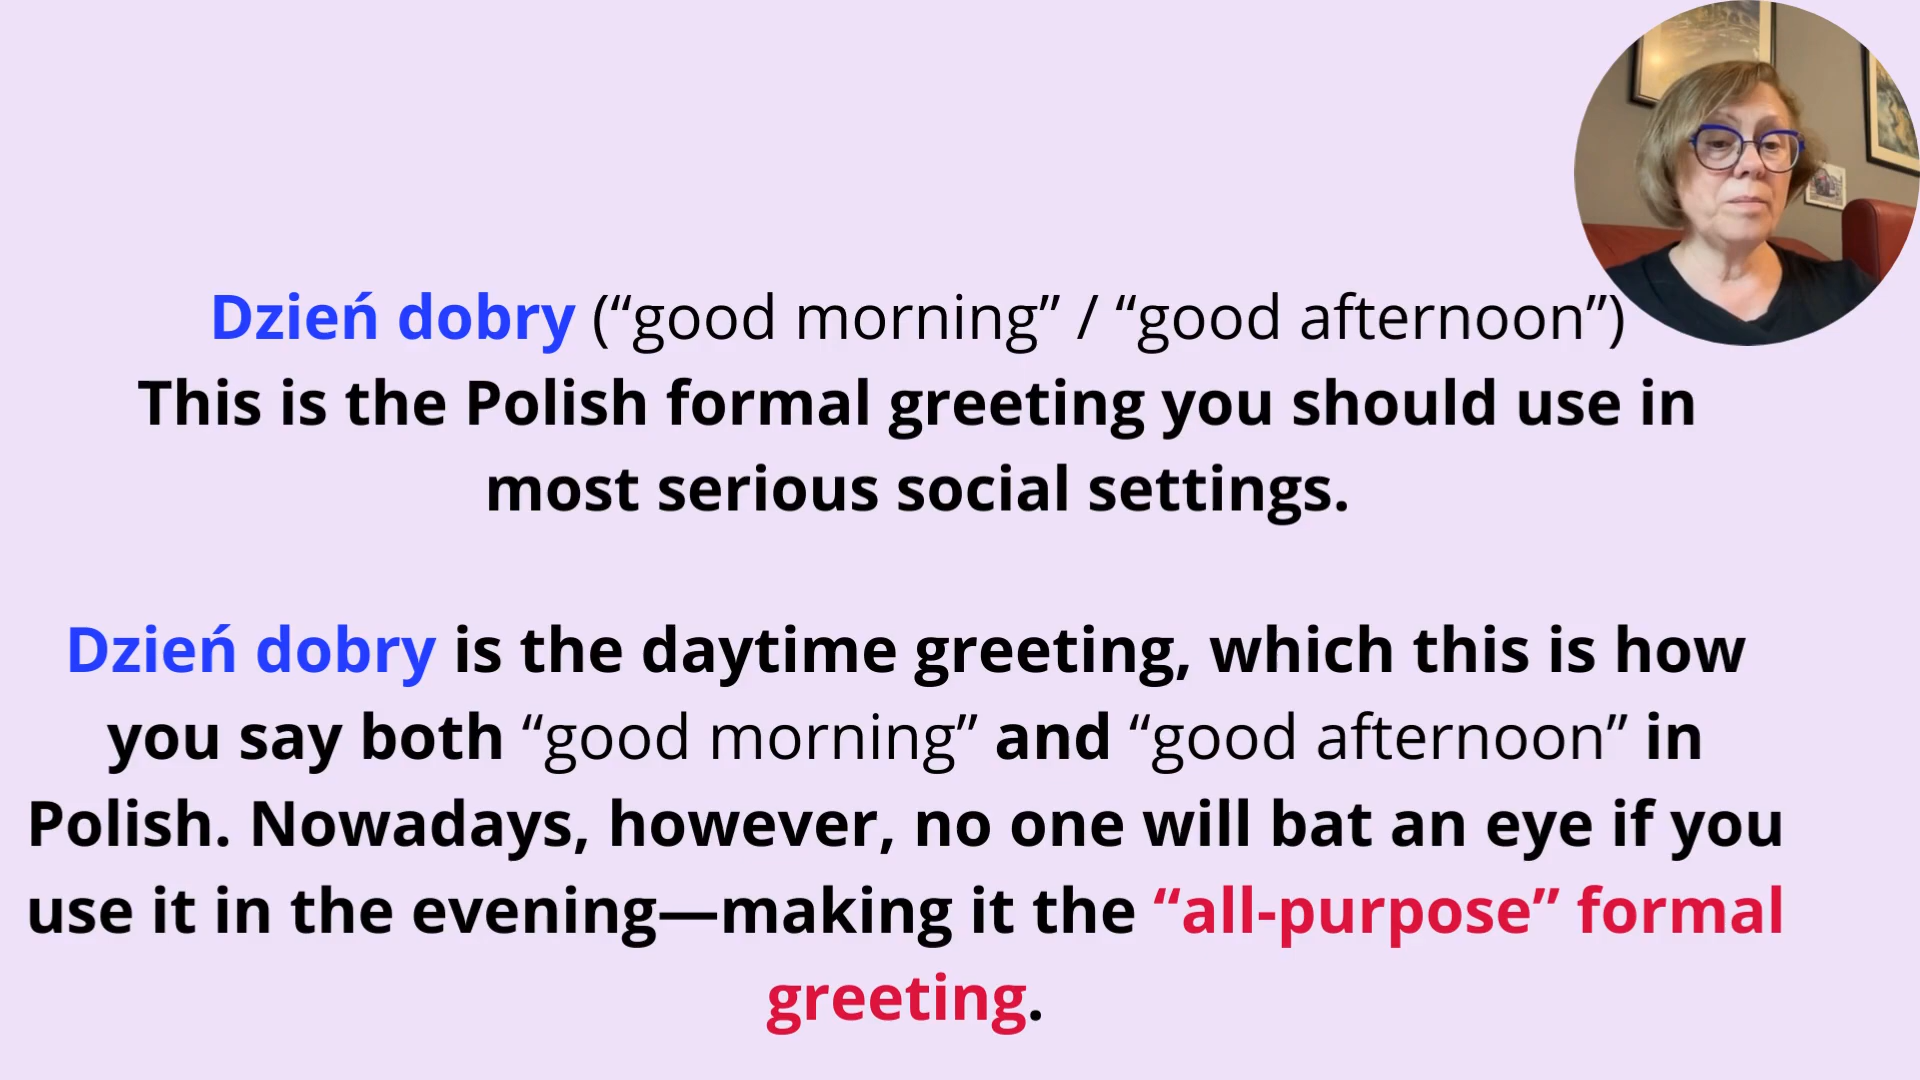 Dzień dobry (“good morning” / “good afternoon”)
This is the Polish formal greeting you should use in
most serious social settings.
Dzień dobry is the daytime greeting, which this is how
you say both “good morning” and “good afternoon” in
Polish. Nowadays, however, no one will bat an eye if you
use it in the evening—making it the “all-purpose” formal
greeting.